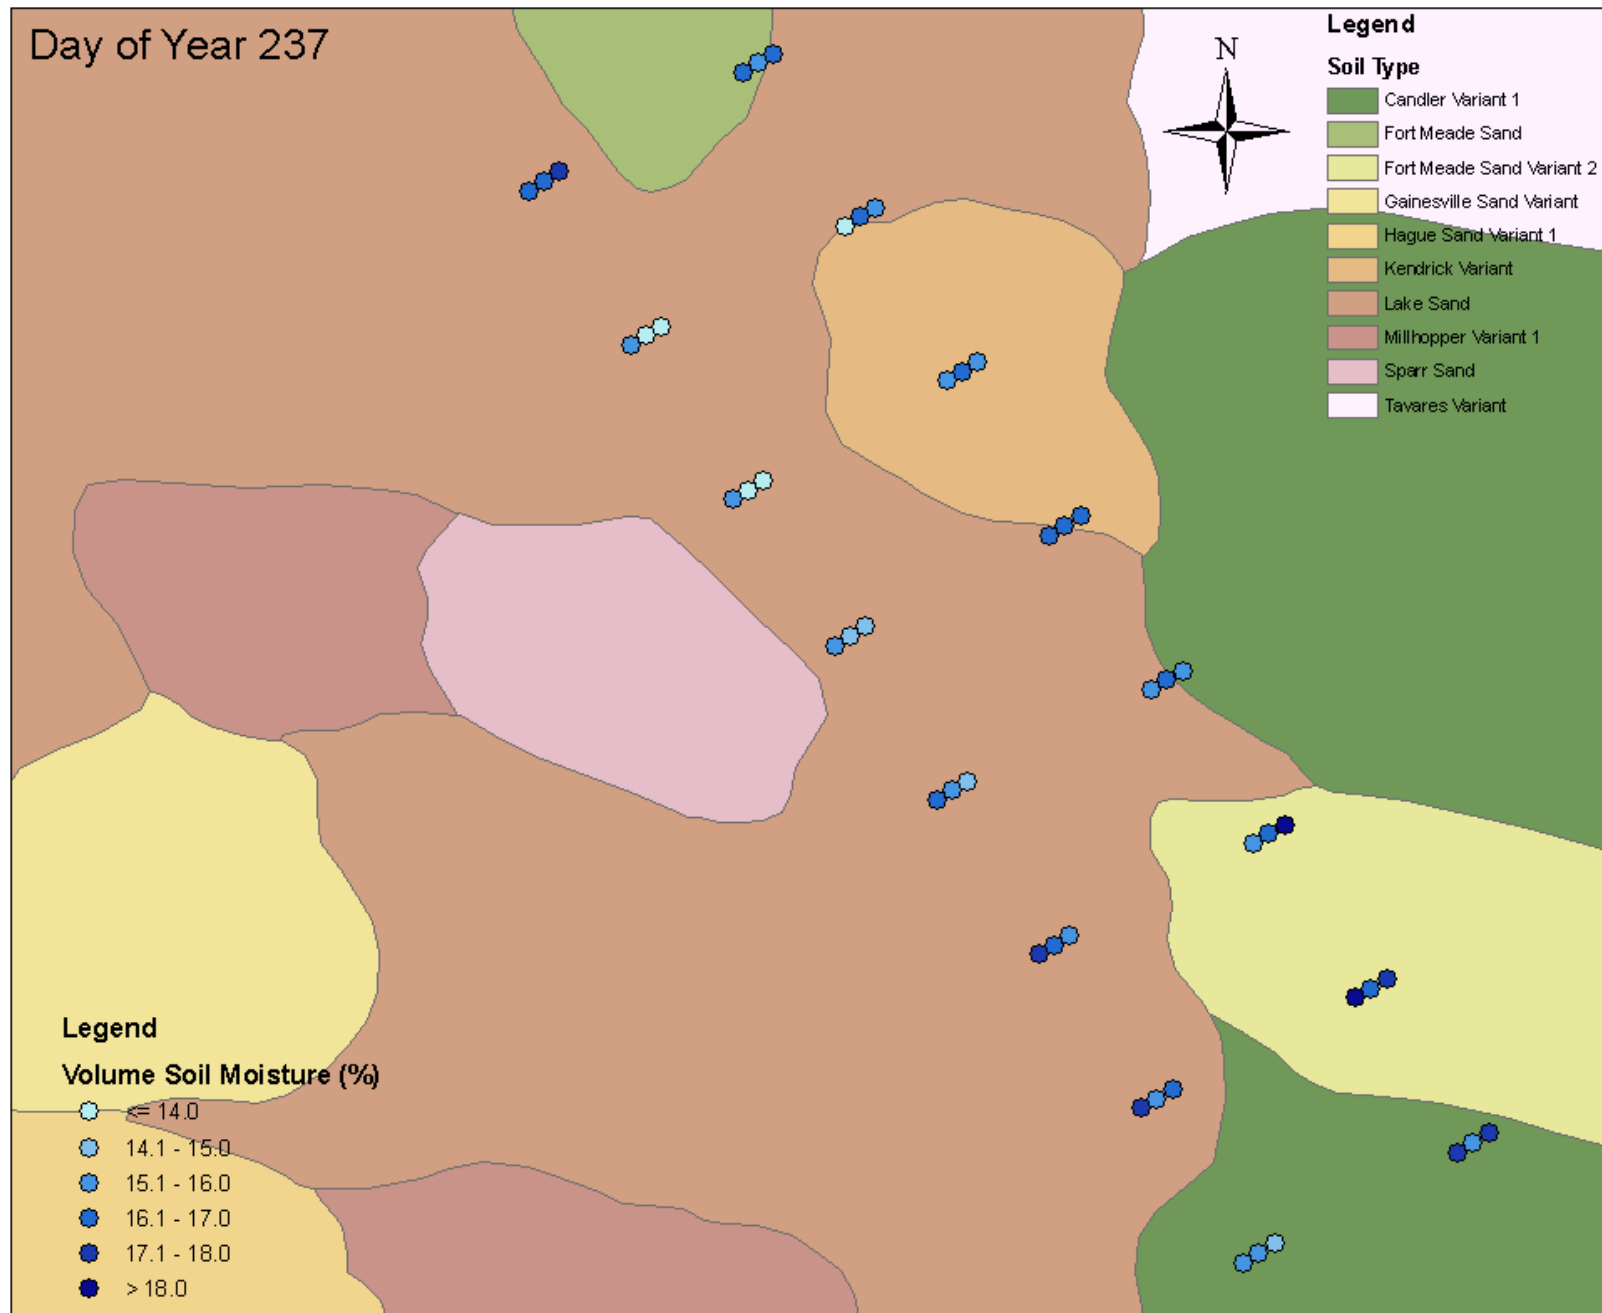 Day of Year 237
N
Legend
Soil Type
Candler Variant 1
Fort Meade Sand
Fort Meade Sand Variant 2
Gainesville Sand Variant
Hague Sand Variant 1
Kendrick Variant
Lake Sand
Millhopper Variant 1
Sparr Sand
Tavares Variant
Legend
Volume Soil Moisture (%)
<= 14.0
14.1 - 15.0
15.1 - 16.0
16.1 - 17.0
17.1 - 18.0
> 18.0